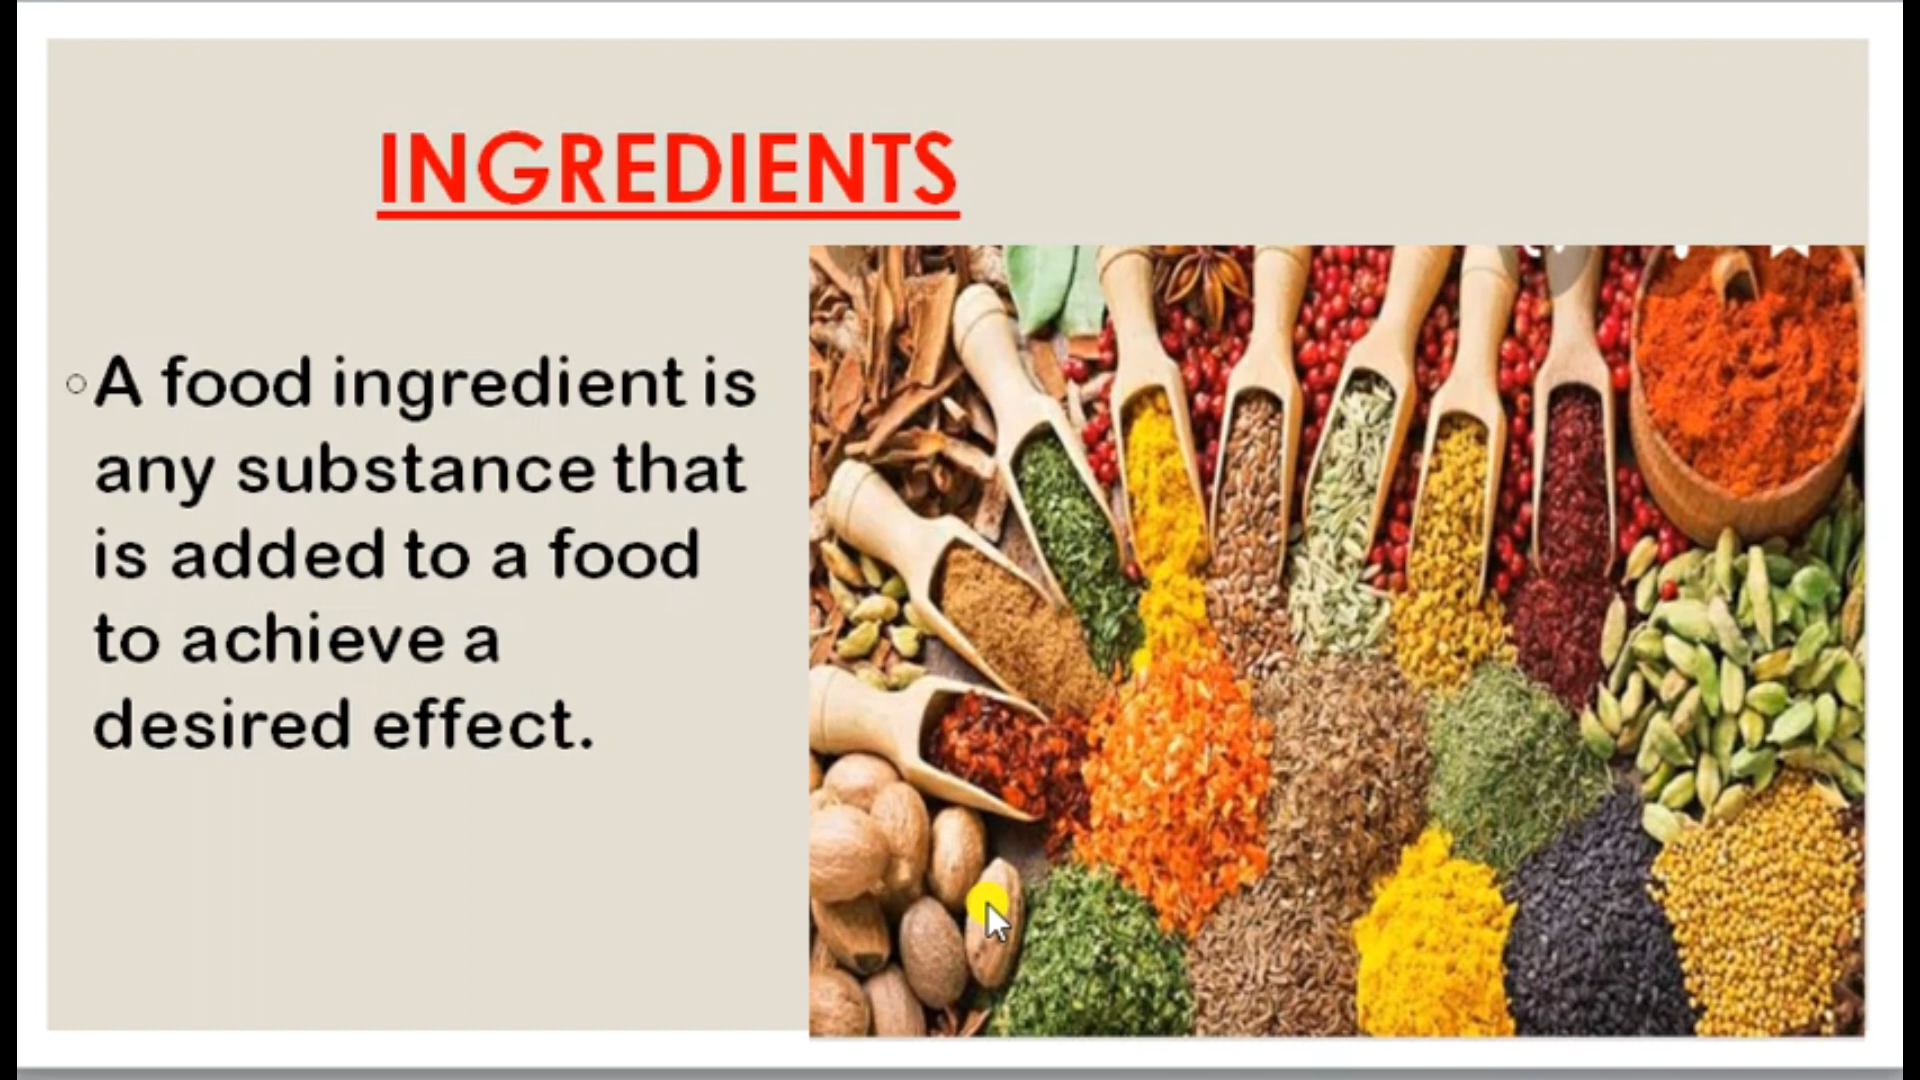 INGREDIENTS
A food ingredient is
any substance that
is added to a food
to achieve a
desired effect.